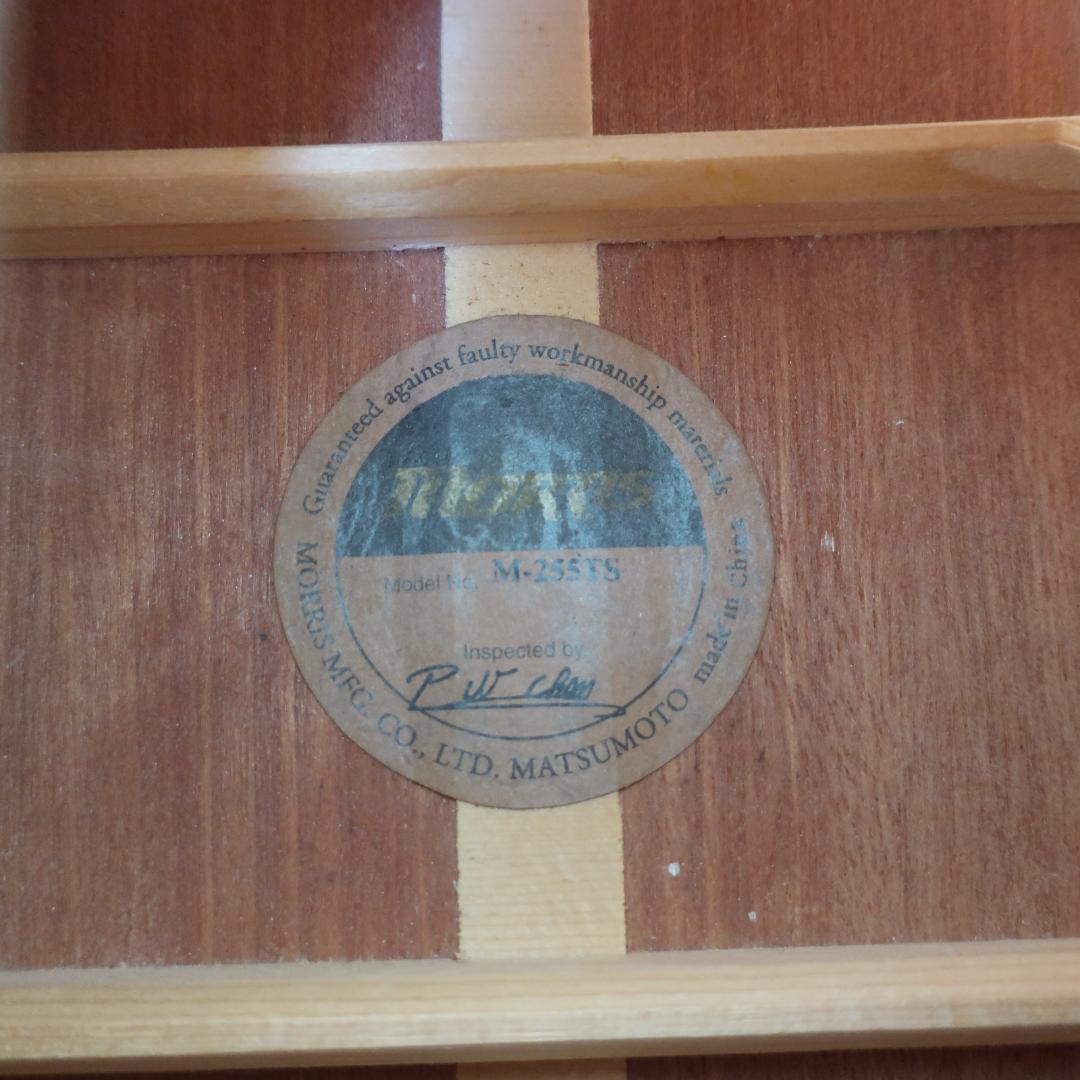 Guaranteed against faulty workmanship materials
Morris
Model No. M-255TS
Inspected by
P W Chan
MORRIS MFG. CO., LTD. MATSUMOTO made in China